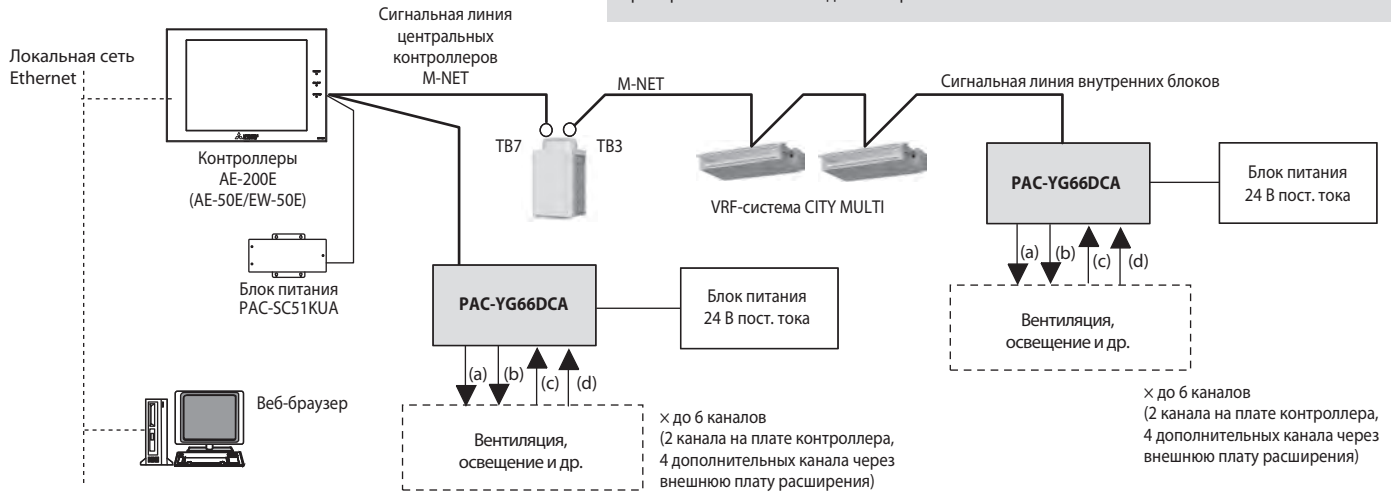 Локальная сеть
Ethernet
Контроллеры
AE-200E
(AE-50E/EW-50E)
Блок питания
PAC-SC51KUA
Веб-браузер
Сигнальная линия
центральных
контроллеров
M-NET
TB7
TB3
M-NET
Сигнальная линия внутренних блоков
VRF-система CITY MULTI
PAC-YG66DCA
Блок питания
24 В пост. тока
(a)
(b)
(c)
(d)
Вентиляция,
освещение и др.
× до 6 каналов
(2 канала на плате контроллера,
4 дополнительных канала через
внешнюю плату расширения)
PAC-YG66DCA
Блок питания
24 В пост. тока
(a)
(b)
(c)
(d)
Вентиляция,
освещение и др.
× до 6 каналов
(2 канала на плате контроллера,
4 дополнительных канала через
внешнюю плату расширения)